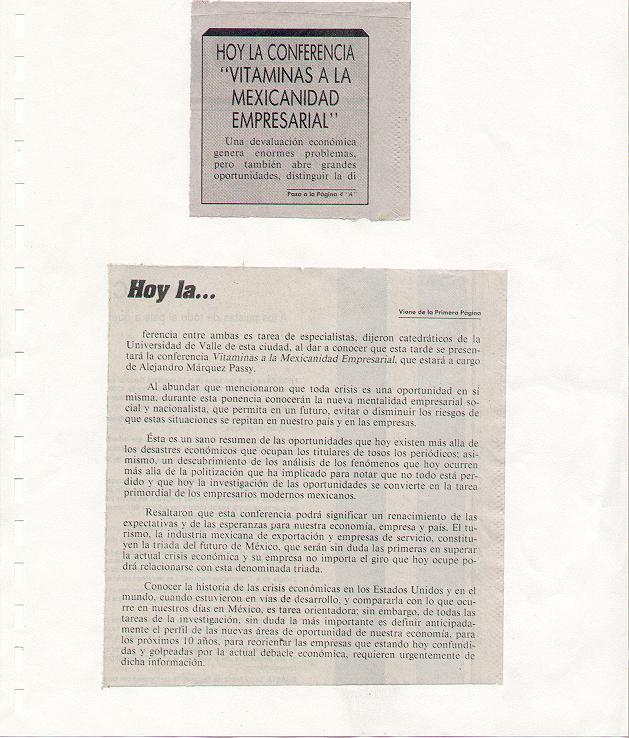 HOY LA CONFERENCIA
"VITAMINAS A LA
MEXICANIDAD
EMPRESARIAL"
Una devaluación económica
genera enormes problemas,
pero también abre grandes
oportunidades, distinguir la di
Pasa a la Página 4 "A"
Hoy la...
Viene de la Primera Página
ferencia entre ambas es tarea de especialistas, dijeron catedráticos de la
Universidad de Valle de esta ciudad, al dar a conocer que esta tarde se presen-
tará la conferencia Vitaminas a la Mexicanidad Empresarial, que estará a cargo
de Alejandro Márquez Passy.
Al abundar que mencionaron que toda crisis es una oportunidad en sí
misma, durante esta ponencia conocerán la nueva mentalidad empresarial so-
cial y nacionalista, que permita en un futuro, evitar o disminuir los riesgos de
que estas situaciones se repitan en nuestro país y en las empresas.
Ésta es un sano resumen de las oportunidades que hoy existen más alla de
los desastres económicos que ocupan los titulares de tosos los periódicos; asi-
mismo, un descubrimiento de los análisis de los fenómenos que hoy ocurren
más alla de la politización que ha implicado para notar que no todo está per-
dido y que hoy la investigación de las oportunidades se convierte en la tarea
primordial de los empresarios modernos mexicanos.
Resaltaron que esta conferencia podrá significar un renacimiento de las
expectativas y de las esperanzas para nuestra economía, empresa y país. El tu-
rismo, la industria mexicana de exportación y empresas de servicio, constitu-
yen la triada del futuro de México, que serán sin duda las primeras en superar
la actual crisis económica y su empresa no importa el giro que hoy ocupe po-
drá relacionarse con esta denominada triada.
Conocer la historia de las crisis económicas en los Estados Unidos y en el
mundo, cuando estuvieron en vías de desarrollo, y compararla con lo que ocu-
rre en nuestros días en México, es tarea orientadora; sin embargo, de todas las
tareas de la investigación, sin duda la más importante es definir anticipada-
mente el perfil de las nuevas áreas de oportunidad de nuestra economía, para
los próximos 10 años, para reorientar las empresas que estando hoy confundi-
das y golpeadas por la actual debacle económica, requieren urgentemente de
dicha información.